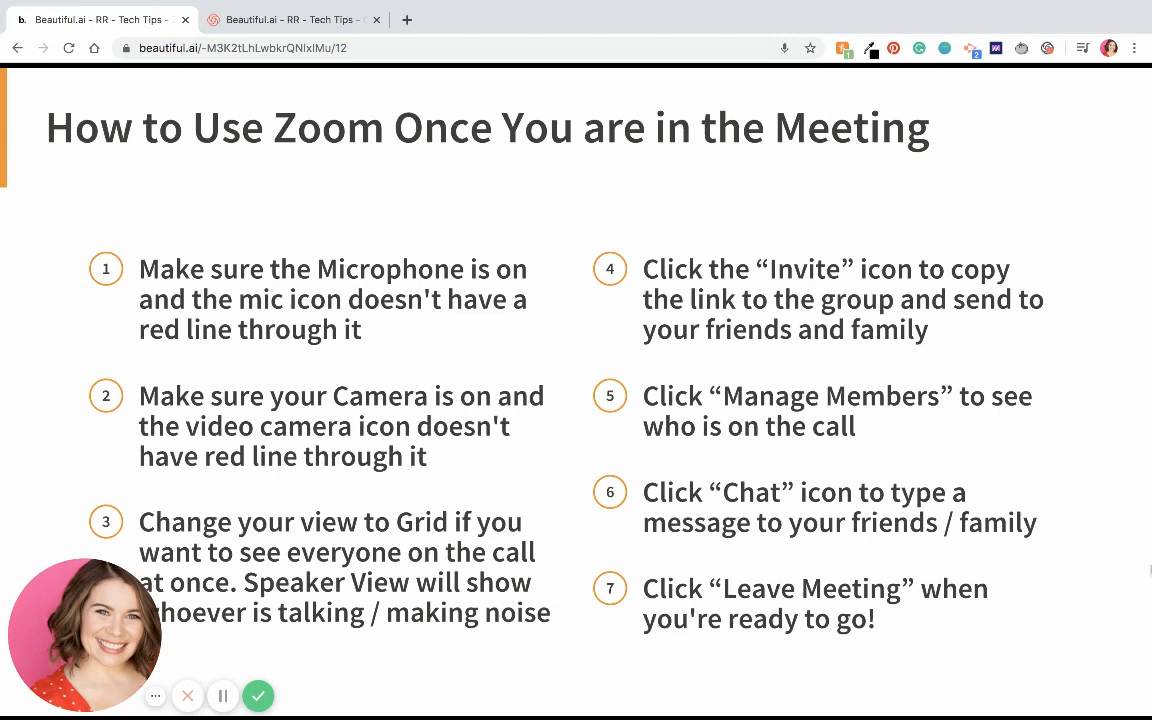 b. Beautiful.ai - RR - Tech Tips -
Beautiful.ai - RR - Tech Tips -
beautiful.ai/-M3K2tLhLwbkrQNIxIMu/12
1
2
How to Use Zoom Once You are in the Meeting
1 Make sure the Microphone is on
and the mic icon doesn't have a
red line through it
2 Make sure your Camera is on and
the video camera icon doesn't
have red line through it
3 Change your view to Grid if you
want to see everyone on the call
at once. Speaker View will show
whoever is talking / making noise
4 Click the “Invite” icon to copy
the link to the group and send to
your friends and family
5 Click “Manage Members” to see
who is on the call
6 Click “Chat” icon to type a
message to your friends / family
7 Click “Leave Meeting” when
you're ready to go!